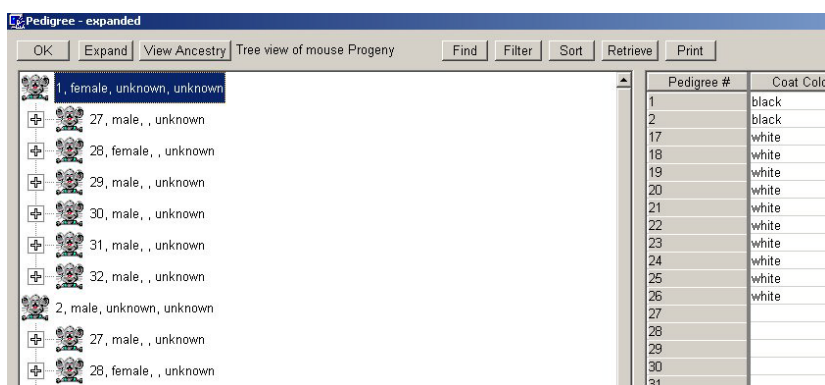 Pedigree - expanded
OK Expand View Ancestry Tree view of mouse Progeny Find Filter Sort Retrieve Print
1, female, unknown, unknown
27, male, , unknown
28, female, , unknown
29, male, , unknown
30, male, , unknown
31, male, , unknown
32, male, , unknown
2, male, unknown, unknown
27, male, , unknown
28, female, , unknown
Pedigree # Coat Colo
1 black
2 black
17 white
18 white
19 white
20 white
21 white
22 white
23 white
24 white
25 white
26 white
27
28
29
30
31